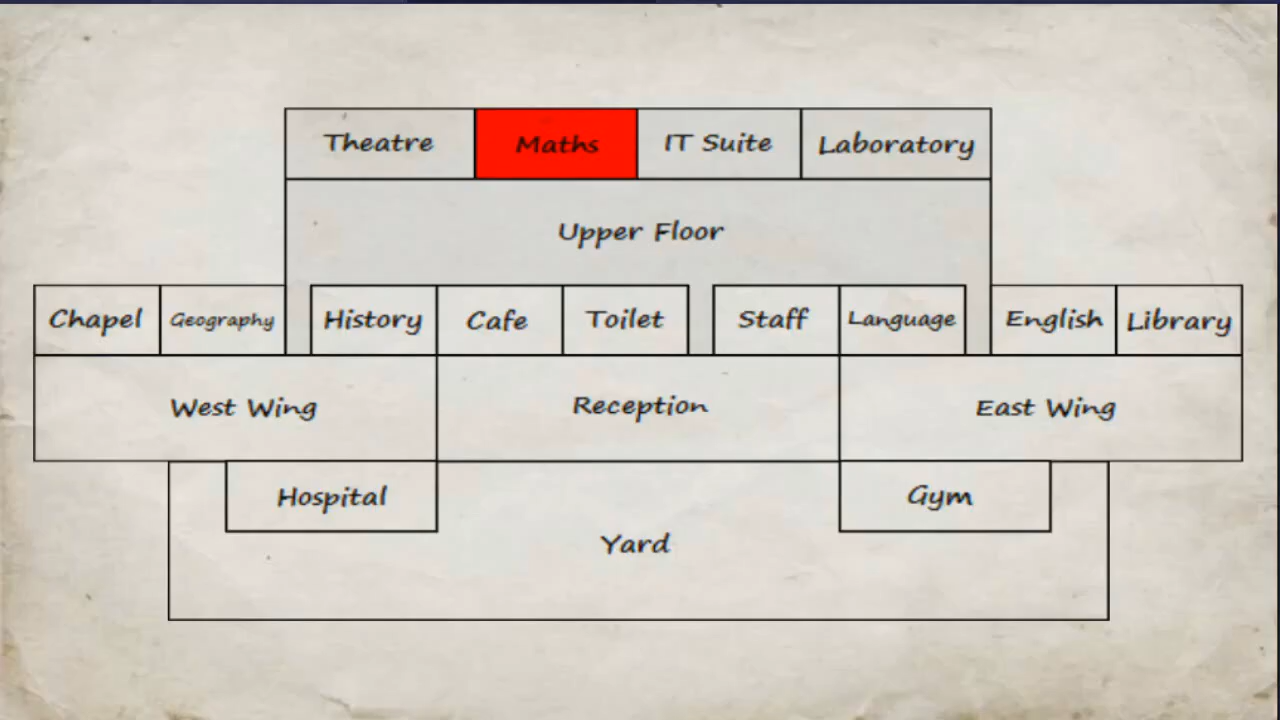 Theatre
Maths
IT Suite
Laboratory
Upper Floor
Chapel
Geography
History
Cafe
Toilet
Staff
Language
English
Library
West Wing
Reception
East Wing
Hospital
Gym
Yard